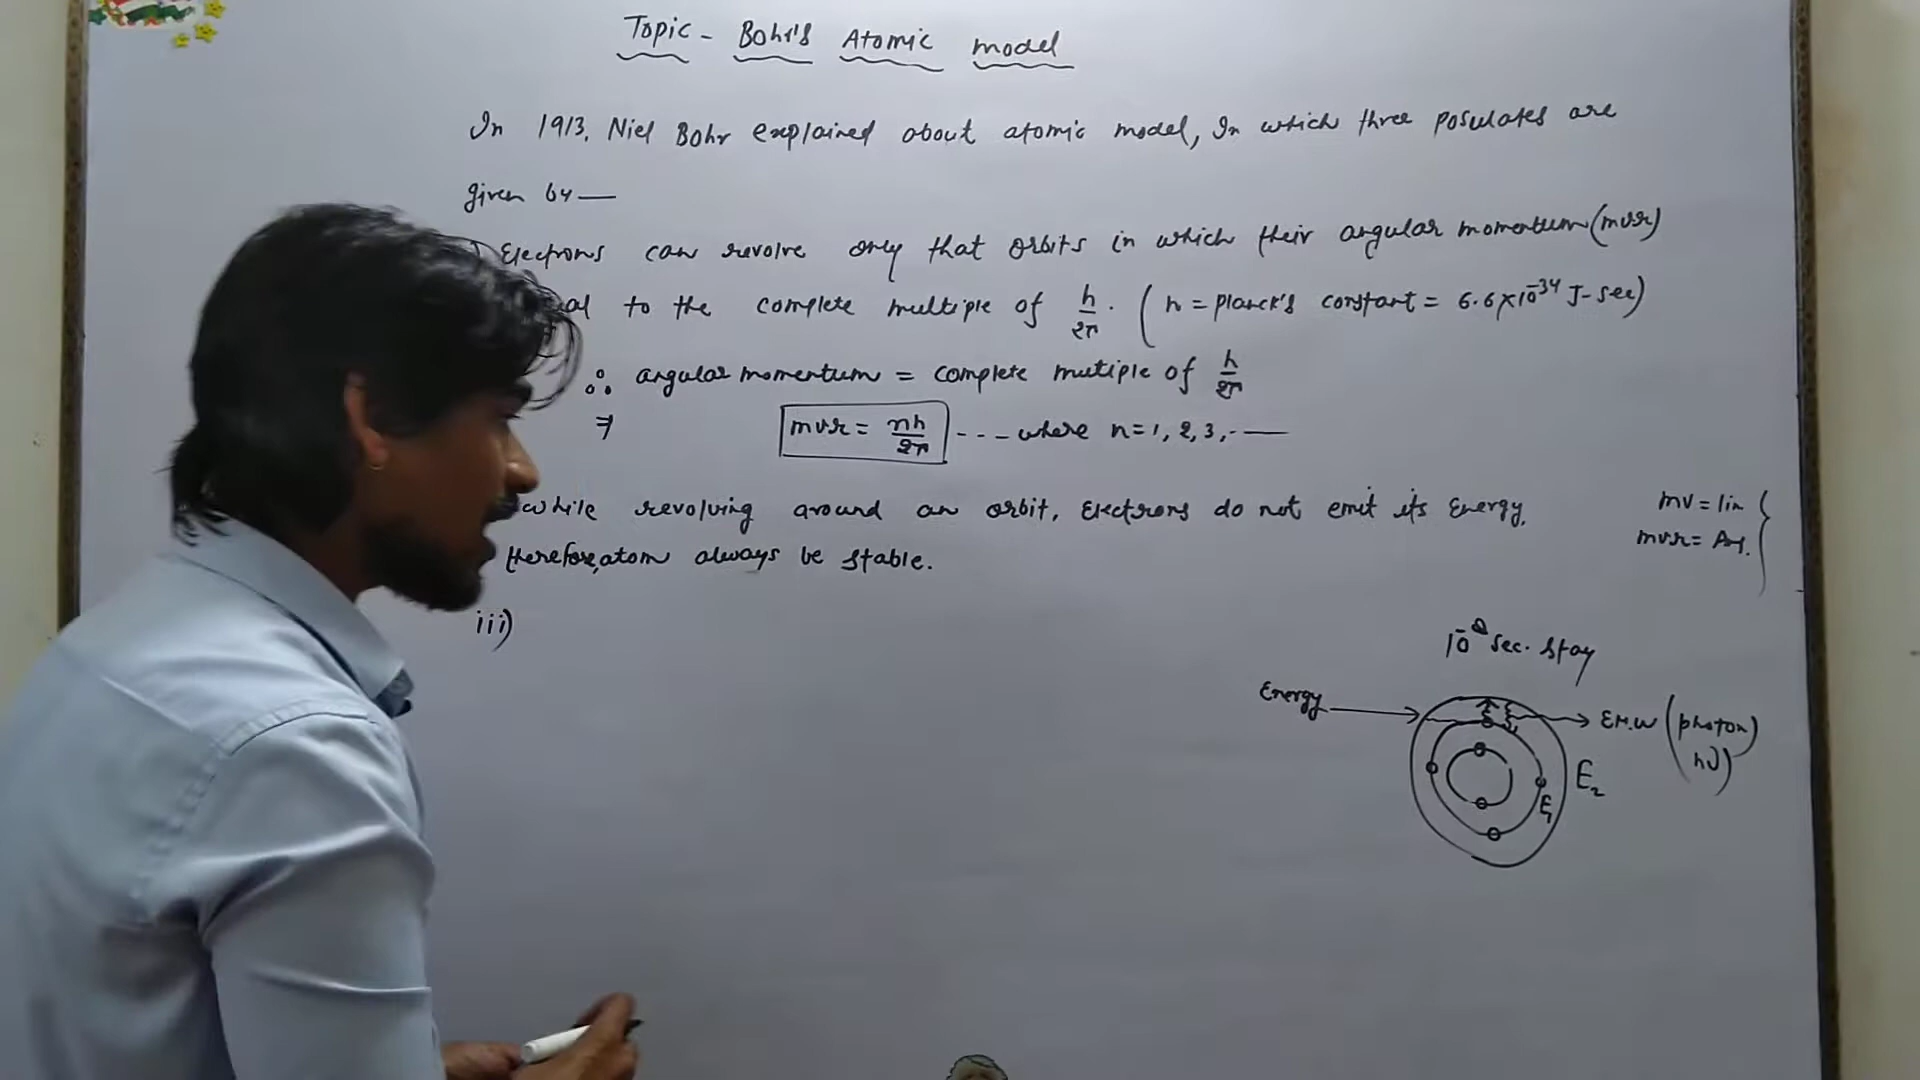 Topic - Bohr's Atomic model
In 1913, Niel Bohr explained about atomic model, In which three posulates are
given by —
Electrons can revolve only that orbits in which their angular momentum (mvr)
to the complete multiple of h/2π. (h = planck's constant = 6.6×10⁻³⁴ J-sec)
∴ angular momentum = complete mutiple of h/2π
⇒ mvr = nh/2π --- where n=1, 2, 3, - —
while revolving around an orbit, Electrons do not emit its Energy.
therefore, atom always be stable.
mv = lin
mvr = Ang.
iii)
10⁻⁸ sec. stay
Energy
E.M.W (photon)
hν
E₂
E₁